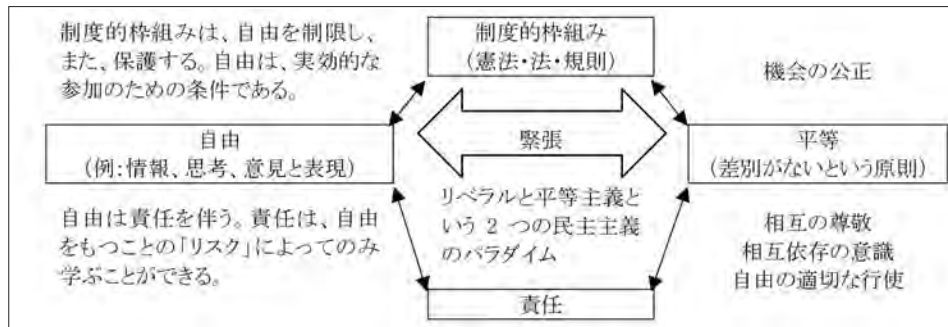 制度的枠組みは、自由を制限し、
また、保護する。自由は、実効的な
参加のための条件である。
制度的枠組み
(憲法・法・規則)
機会の公正
自由
(例:情報、思考、意見と表現)
緊張
平等
(差別がないという原則)
自由は責任を伴う。責任は、自由
をもつことの「リスク」によってのみ
学ぶことができる。
リベラルと平等主義と
いう 2 つの民主主義
のパラダイム
相互の尊敬
相互依存の意識
自由の適切な行使
責任